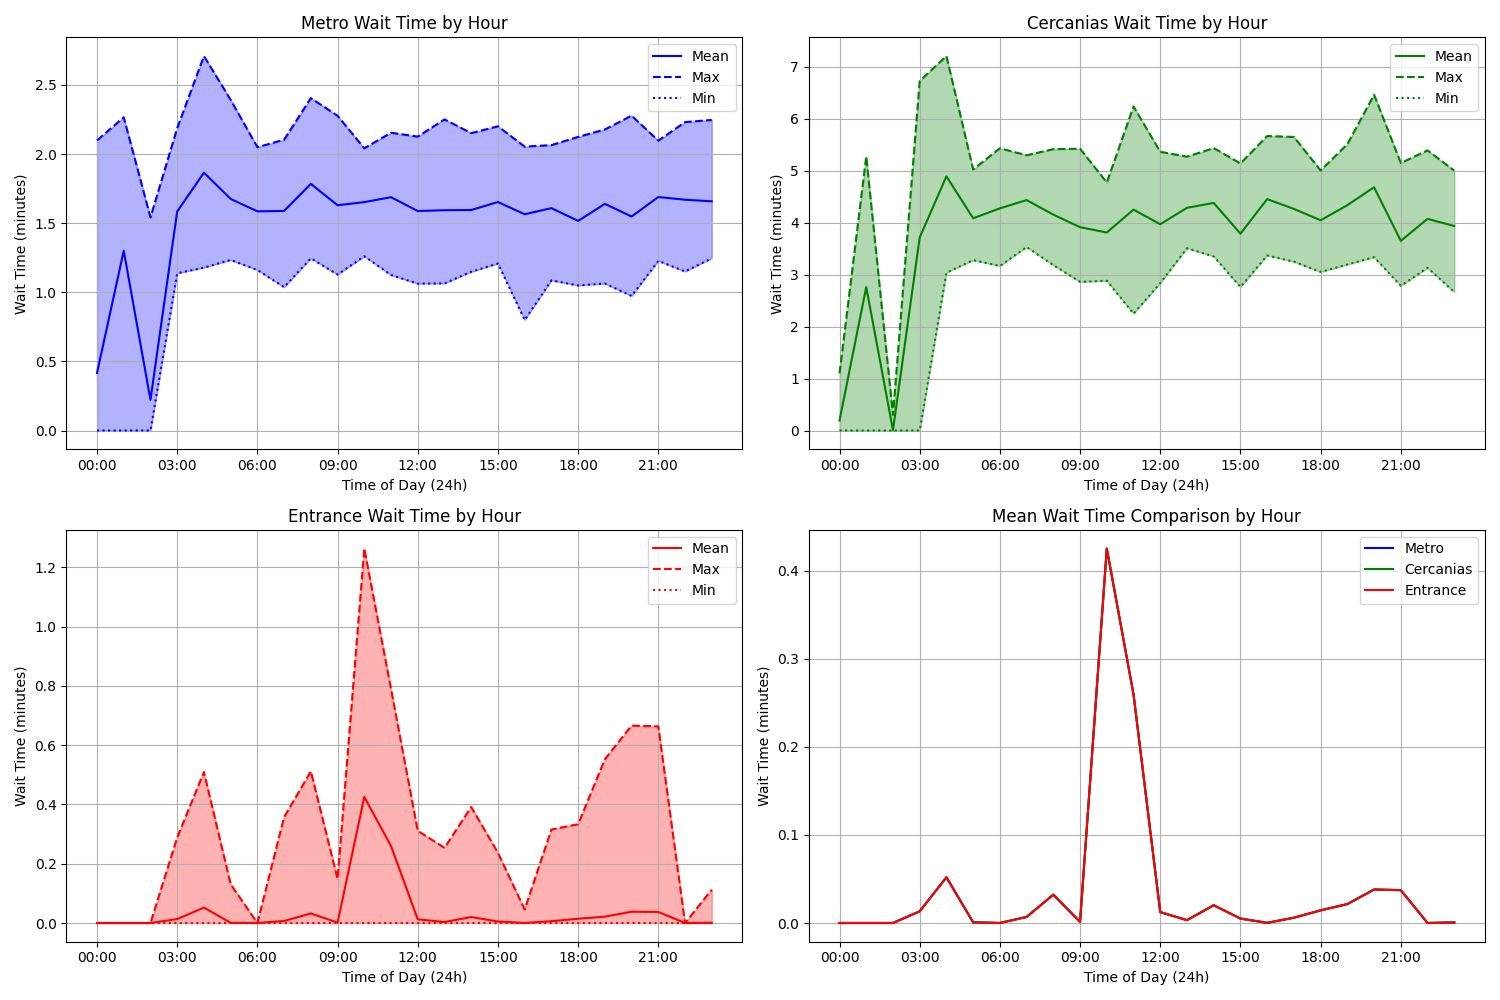 Metro Wait Time by Hour
Wait Time (minutes)
2.5
2.0
1.5
1.0
0.5
0.0
Mean
Max
Min
00:00 03:00 06:00 09:00 12:00 15:00 18:00 21:00
Time of Day (24h)
Cercanias Wait Time by Hour
Wait Time (minutes)
7
6
5
4
3
2
1
0
Mean
Max
Min
00:00 03:00 06:00 09:00 12:00 15:00 18:00 21:00
Time of Day (24h)
Entrance Wait Time by Hour
Wait Time (minutes)
1.2
1.0
0.8
0.6
0.4
0.2
0.0
Mean
Max
Min
00:00 03:00 06:00 09:00 12:00 15:00 18:00 21:00
Time of Day (24h)
Mean Wait Time Comparison by Hour
Wait Time (minutes)
0.4
0.3
0.2
0.1
0.0
Metro
Cercanias
Entrance
00:00 03:00 06:00 09:00 12:00 15:00 18:00 21:00
Time of Day (24h)